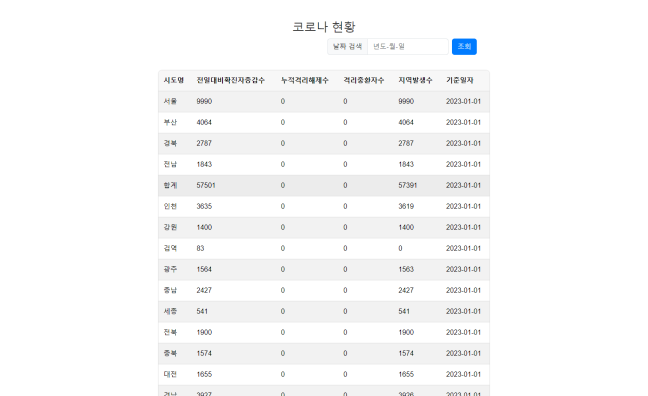 코로나 현황
날짜 검색 년도-월-일 조회
시도명 전일대비확진자증감수 누적격리해제수 격리중환자수 지역발생수 기준일자
서울 9990 0 0 9990 2023-01-01
부산 4064 0 0 4064 2023-01-01
경북 2787 0 0 2787 2023-01-01
전남 1843 0 0 1843 2023-01-01
합계 57501 0 0 57391 2023-01-01
인천 3635 0 0 3619 2023-01-01
강원 1400 0 0 1400 2023-01-01
검역 83 0 0 0 2023-01-01
광주 1564 0 0 1563 2023-01-01
충남 2427 0 0 2427 2023-01-01
세종 541 0 0 541 2023-01-01
전북 1900 0 0 1900 2023-01-01
충북 1574 0 0 1574 2023-01-01
대전 1655 0 0 1655 2023-01-01
경남 3927 0 0 3926 2023-01-01